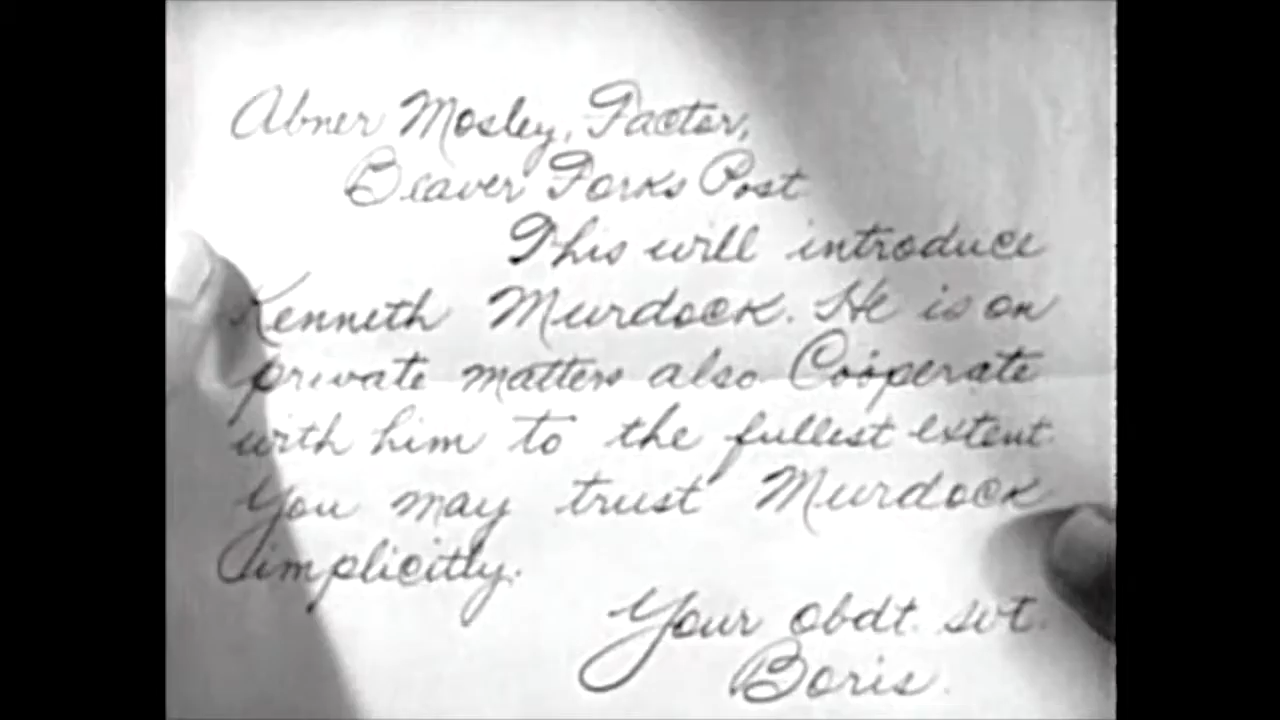 Abner Mosley, Factor,
Beaver Forks Post
This will introduce
Kenneth Murdock. He is on
private matters also. Coöperate
with him to the fullest extent.
You may trust Murdock
implicitly.
Your obdt. svt.
Boris.